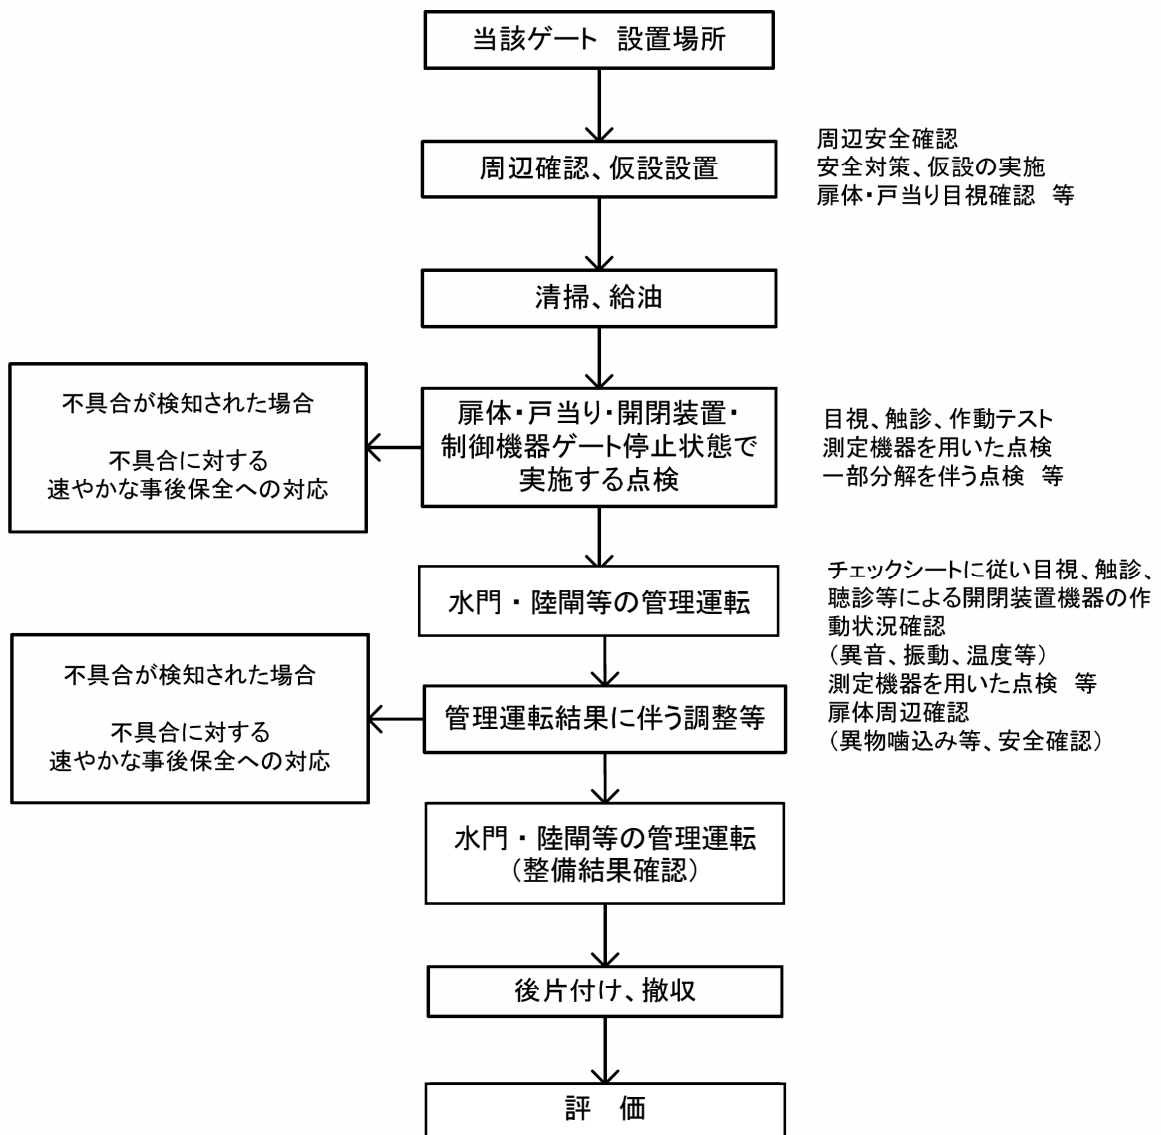 当該ゲート　設置場所
周辺確認、仮設設置
周辺安全確認
安全対策、仮設の実施
扉体・戸当り目視確認　等
清掃、給油
不具合が検知された場合
不具合に対する
速やかな事後保全への対応
扉体・戸当り・開閉装置・
制御機器ゲート停止状態で
実施する点検
目視、触診、作動テスト
測定機器を用いた点検
一部分解を伴う点検　等
水門・陸閘等の管理運転
チェックシートに従い目視、触診、
聴診等による開閉装置機器の作
動状況確認
（異音、振動、温度等）
測定機器を用いた点検　等
扉体周辺確認
（異物噛込み等、安全確認）
不具合が検知された場合
不具合に対する
速やかな事後保全への対応
管理運転結果に伴う調整等
水門・陸閘等の管理運転
（整備結果確認）
後片付け、撤収
評　価